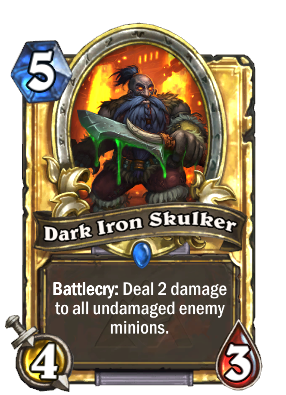 5
Dark Iron Skulker
Battlecry: Deal 2 damage
to all undamaged enemy
minions.
4
3